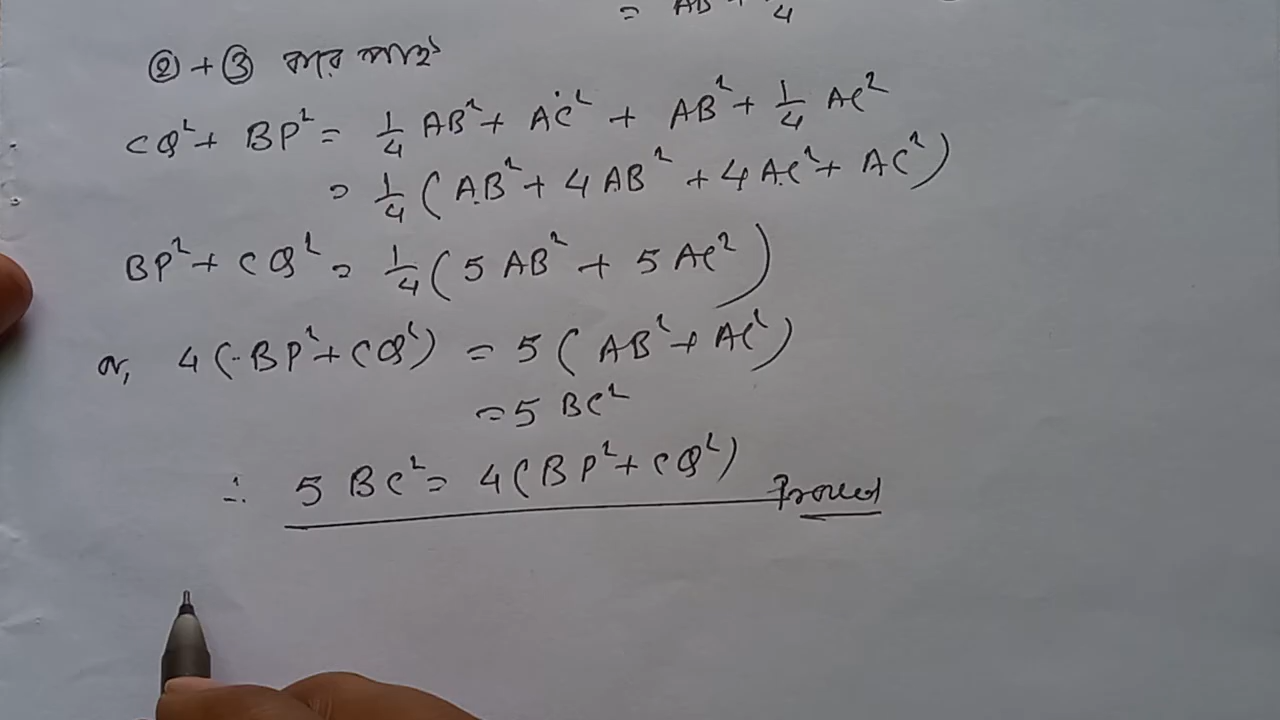 = AB 4
② + ③ করে পাই
CQ² + BP² = 1/4 AB² + AC² + AB² + 1/4 AC²
= 1/4 (AB² + 4AB² + 4AC² + AC²)
BP² + CQ² = 1/4 (5AB² + 5AC²)
or, 4(BP² + CQ²) = 5(AB² + AC²)
= 5BC²
∴ 5BC² = 4(BP² + CQ²) Proved